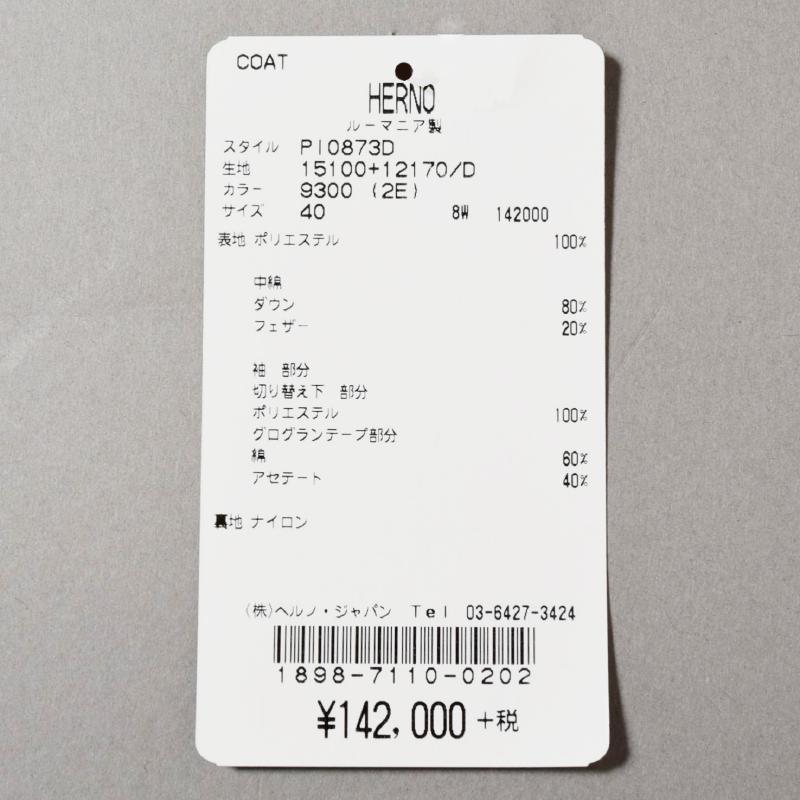 COAT
HERNO
ルーマニア製
スタイル PI0873D
生地 15100+12170/D
カラー 9300 (2E)
サイズ 40 8W 142000
表地 ポリエステル 100%
中綿
ダウン 80%
フェザー 20%
袖 部分
切り替え下 部分
ポリエステル 100%
グログランテープ部分
綿 60%
アセテート 40%
裏地 ナイロン
(株)ヘルノ・ジャパン Tel 03-6427-3424
1898-7110-0202
¥142,000 +税